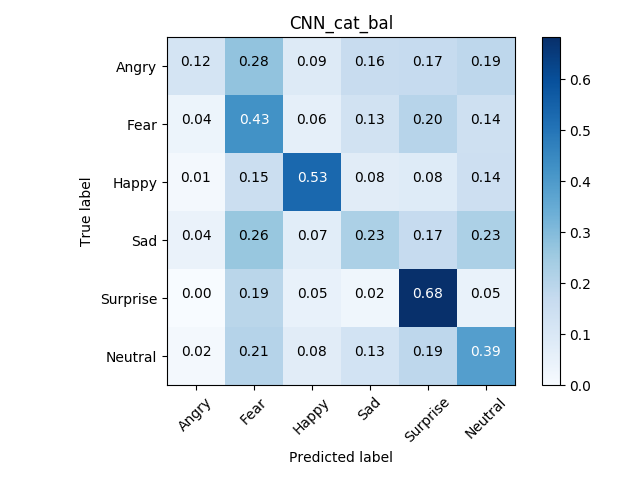 CNN_cat_bal
Angry 0.12 0.28 0.09 0.16 0.17 0.19
Fear 0.04 0.43 0.06 0.13 0.20 0.14
Happy 0.01 0.15 0.53 0.08 0.08 0.14
Sad 0.04 0.26 0.07 0.23 0.17 0.23
Surprise 0.00 0.19 0.05 0.02 0.68 0.05
Neutral 0.02 0.21 0.08 0.13 0.19 0.39
True label
Angry Fear Happy Sad Surprise Neutral
Predicted label
0.6
0.5
0.4
0.3
0.2
0.1
0.0